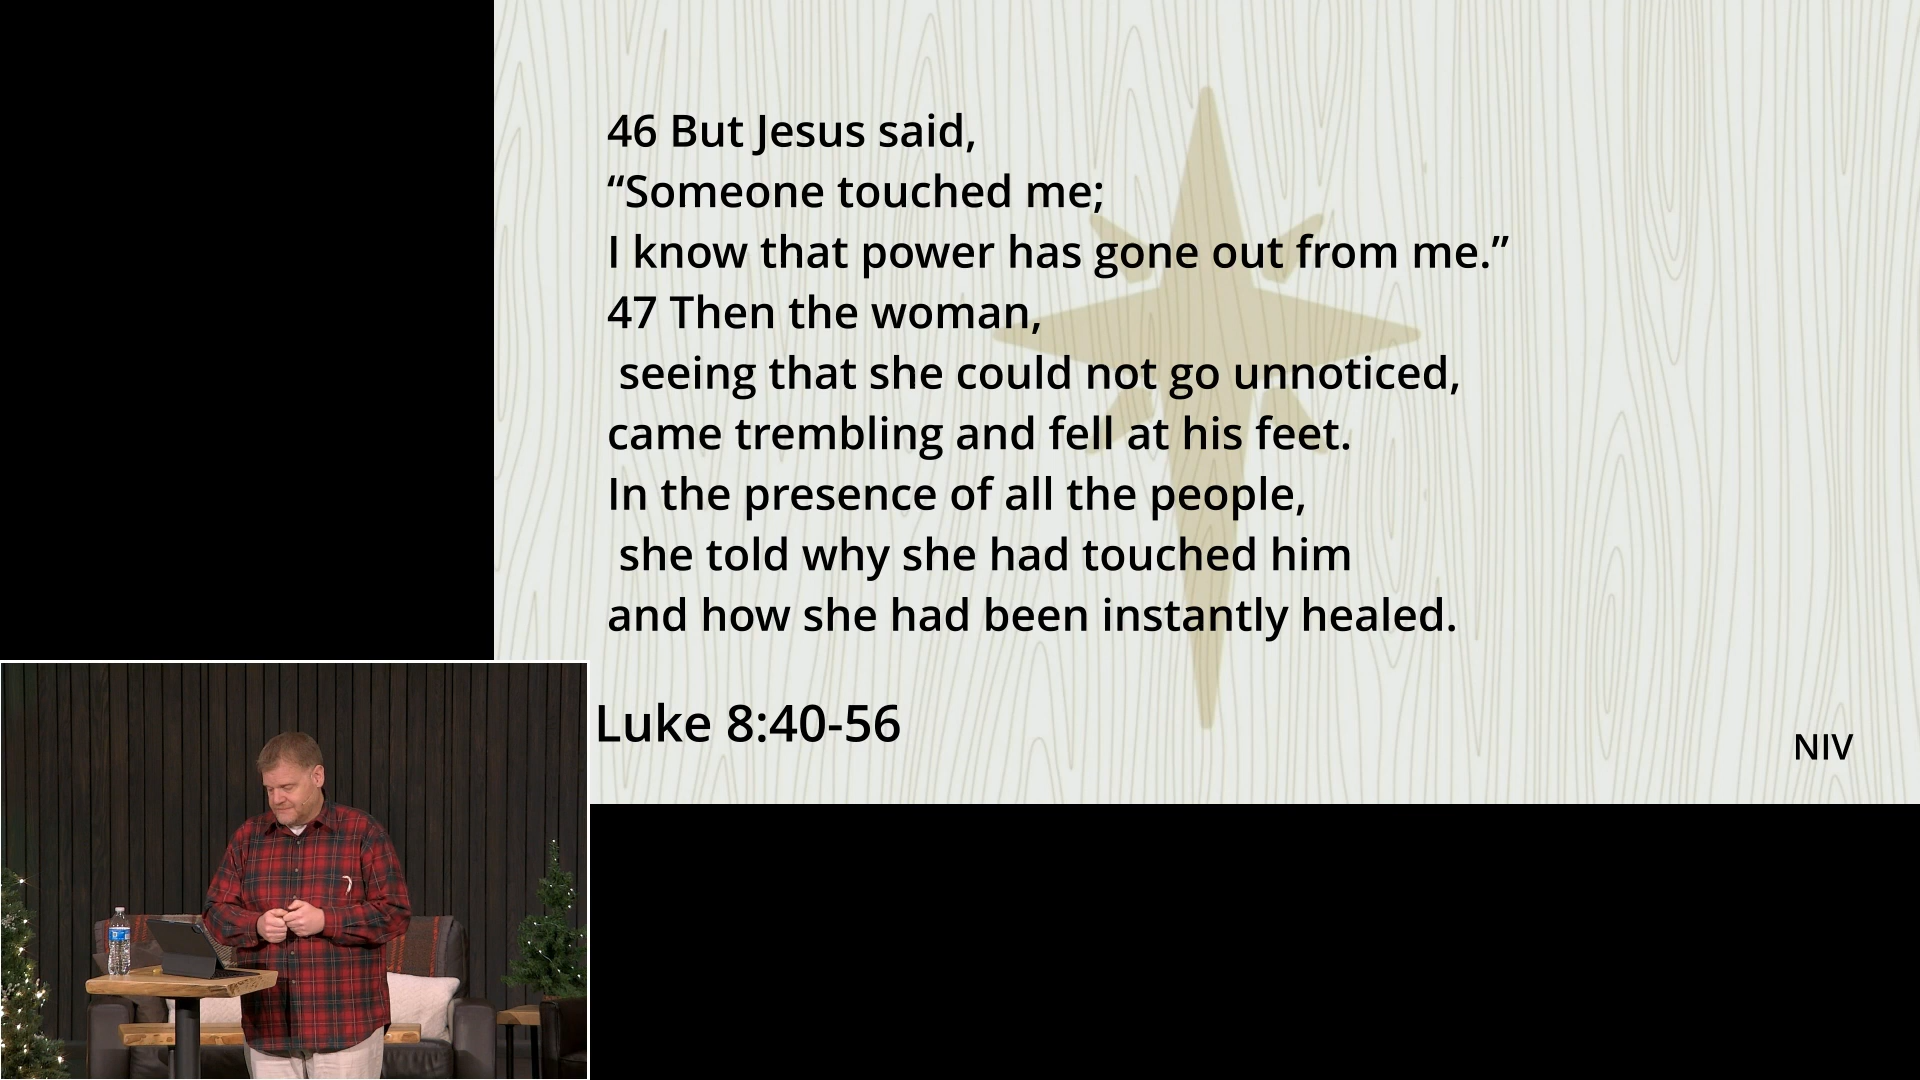 46 But Jesus said,
“Someone touched me;
I know that power has gone out from me.”
47 Then the woman,
seeing that she could not go unnoticed,
came trembling and fell at his feet.
In the presence of all the people,
she told why she had touched him
and how she had been instantly healed.
Luke 8:40-56
NIV